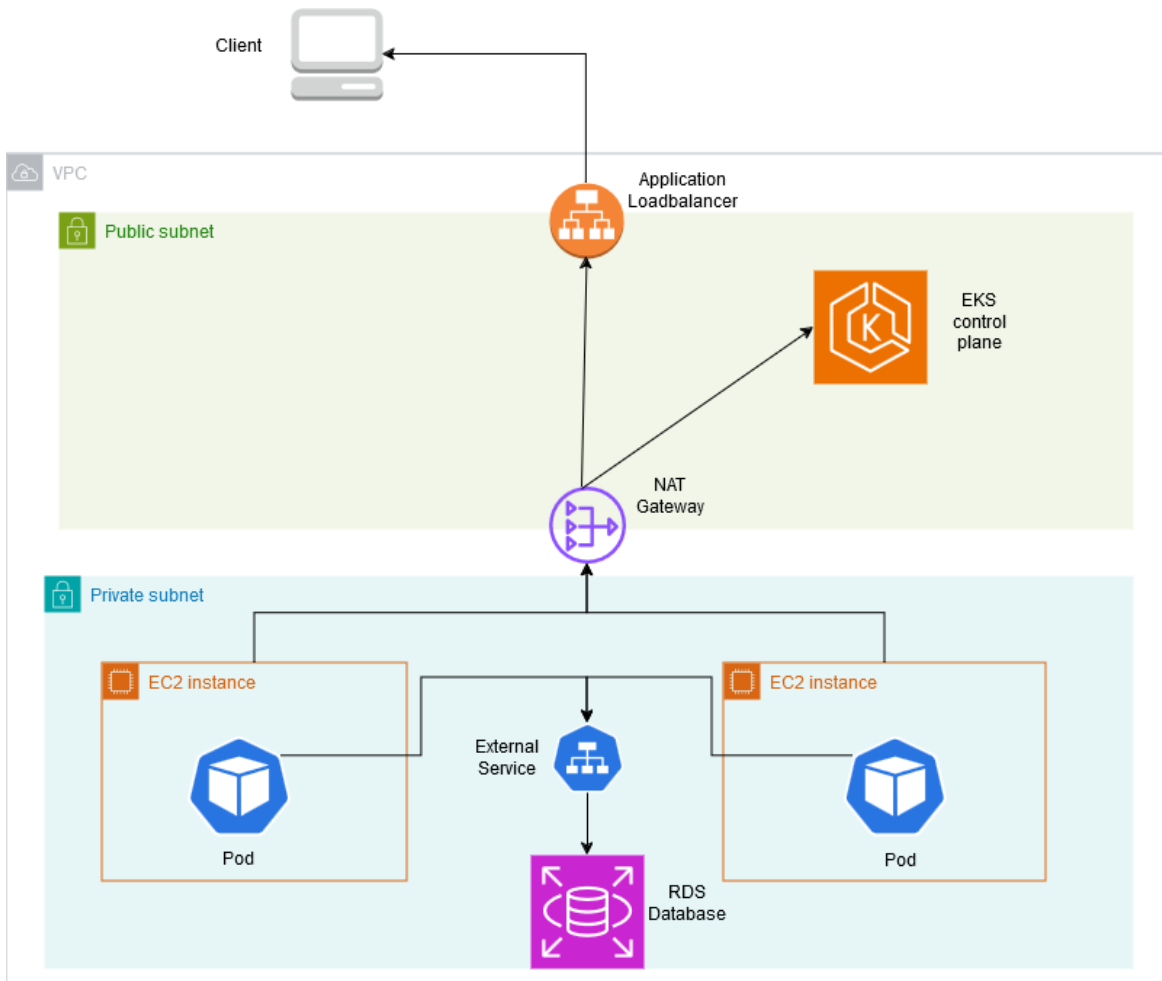 Client
VPC
Application
Loadbalancer
Public subnet
EKS
control
plane
K
NAT
Gateway
Private subnet
EC2 instance
EC2 instance
External
Service
Pod
Pod
RDS
Database